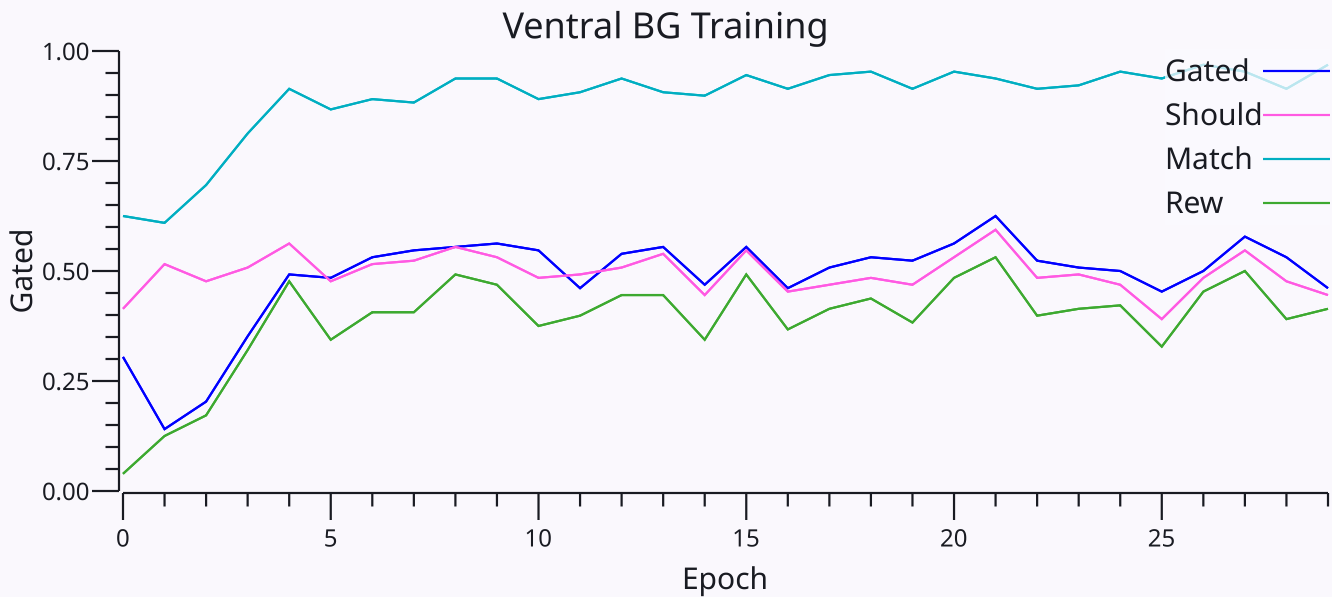 Ventral BG Training
1.00
0.75
0.50
0.25
0.00
Gated
Gated
Should
Match
Rew
0 5 10 15 20 25
Epoch